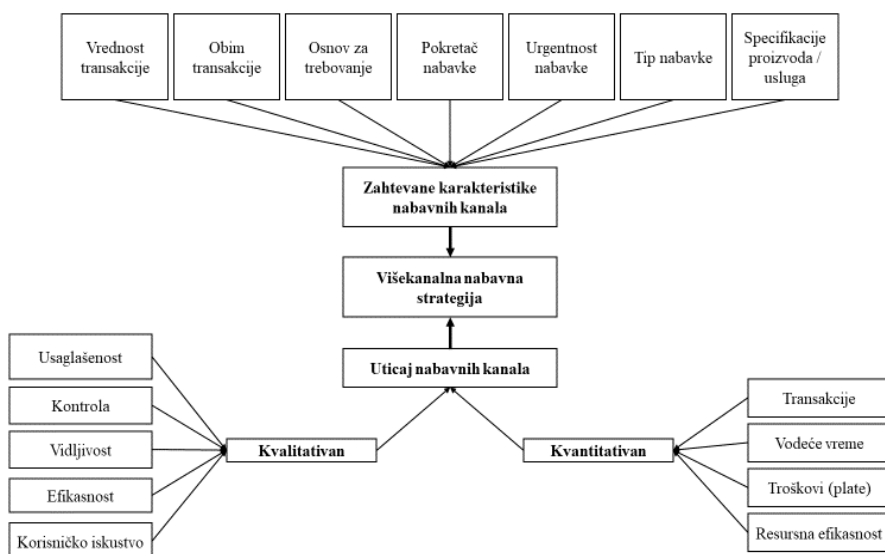 Vrednost
transakcije
Obim
transakcije
Osnov za
trebovanje
Pokretač
nabavke
Urgentnost
nabavke
Tip nabavke
Specifikacije
proizvoda /
usluga
Zahtevane karakteristike
nabavnih kanala
Višekanalna nabavna
strategija
Uticaj nabavnih kanala
Usaglašenost
Kontrola
Vidljivost
Efikasnost
Korisničko iskustvo
Kvalitativan
Kvantitativan
Transakcije
Vodeće vreme
Troškovi (plate)
Resursna efikasnost